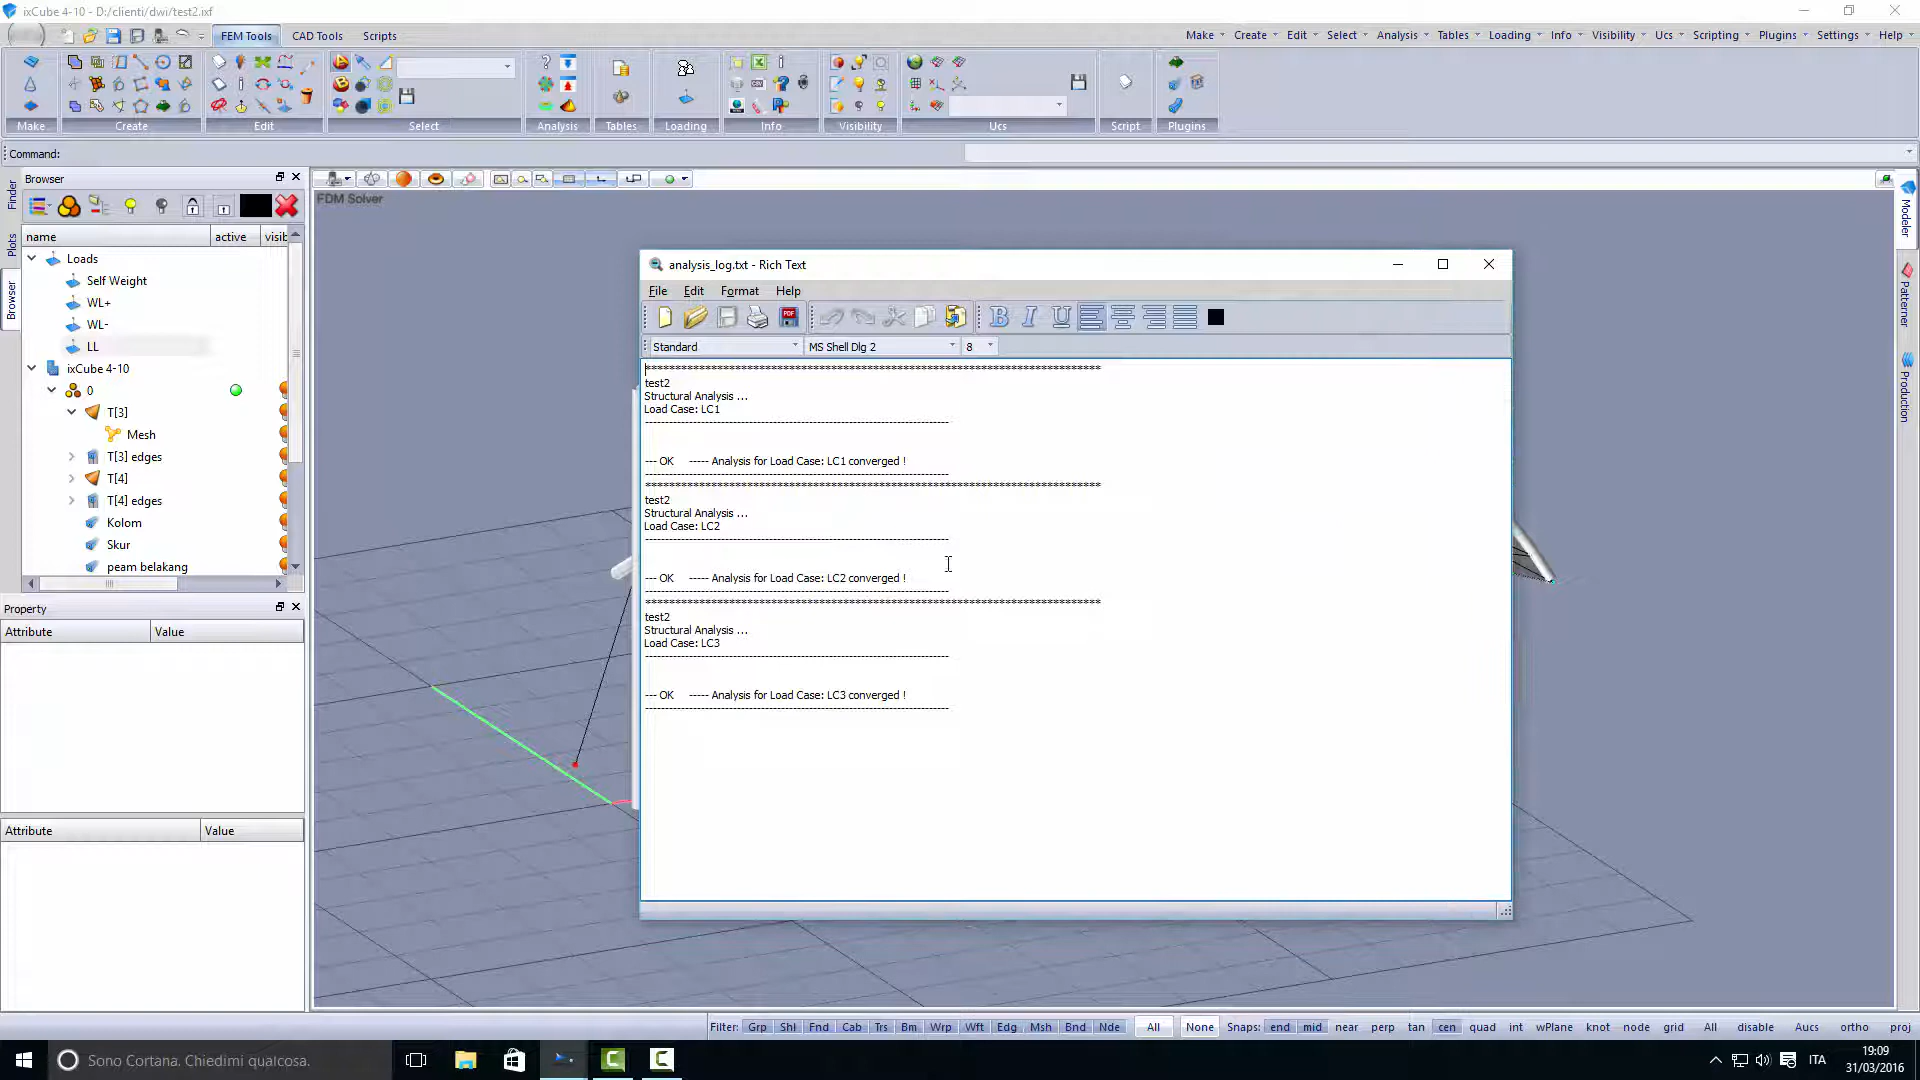 ixCube 4-10 - D:/clienti/dwi/test2.ixf
FEM Tools CAD Tools Scripts
Make Create Edit Select Analysis Tables Loading Info Visibility Ucs Scripting Plugins Settings Help
Make Create Edit Select Analysis Tables Loading Info Visibility Ucs Script Plugins
Command:
Browser
Finder
Plots
Browser
name active visib
Loads
Self Weight
WL+
WL-
LL
ixCube 4-10
0
T[3]
Mesh
T[3] edges
T[4]
T[4] edges
Kolom
Skur
peam belakang
Property
Attribute Value
Attribute Value
FDM Solver
analysis_log.txt - Rich Text
File Edit Format Help
PDF
B I U
Standard MS Shell Dlg 2 8
****************************************************************************
test2
Structural Analysis ...
Load Case: LC1
----------------------------------------------------------------------------
--- OK ----- Analysis for Load Case: LC1 converged !
----------------------------------------------------------------------------
****************************************************************************
test2
Structural Analysis ...
Load Case: LC2
----------------------------------------------------------------------------
--- OK ----- Analysis for Load Case: LC2 converged !
----------------------------------------------------------------------------
****************************************************************************
test2
Structural Analysis ...
Load Case: LC3
----------------------------------------------------------------------------
--- OK ----- Analysis for Load Case: LC3 converged !
----------------------------------------------------------------------------
Modeler
Patterner
Production
Filter: Grp Shl Fnd Cab Trs Bm Wrp Wft Edg Msh Bnd Nde All None Snaps: end mid near perp tan cen quad int wPlane knot node grid All disable Aucs ortho proj
Sono Cortana. Chiedimi qualcosa.
ITA
19:09
31/03/2016